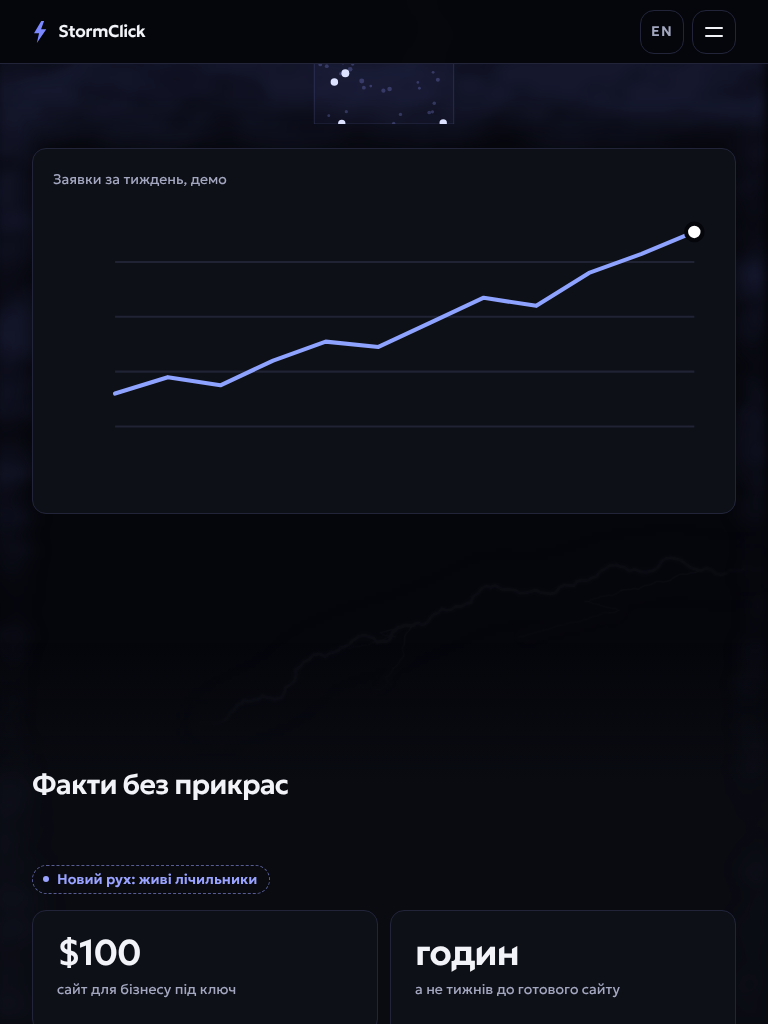 StormClick
EN
Заявки за тиждень, демо
Факти без прикрас
Новий рух: живі лічильники
$100
сайт для бізнесу під ключ
годин
а не тижнів до готового сайту